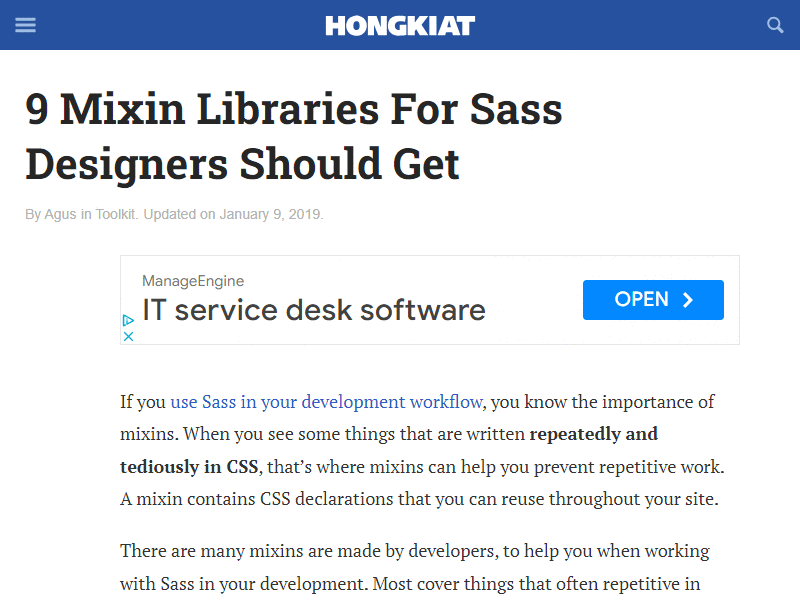 HONGKIAT
9 Mixin Libraries For Sass
Designers Should Get
By Agus in Toolkit. Updated on January 9, 2019.
ManageEngine
IT service desk software
OPEN
If you use Sass in your development workflow, you know the importance of
mixins. When you see some things that are written repeatedly and
tediously in CSS, that’s where mixins can help you prevent repetitive work.
A mixin contains CSS declarations that you can reuse throughout your site.
There are many mixins are made by developers, to help you when working
with Sass in your development. Most cover things that often repetitive in